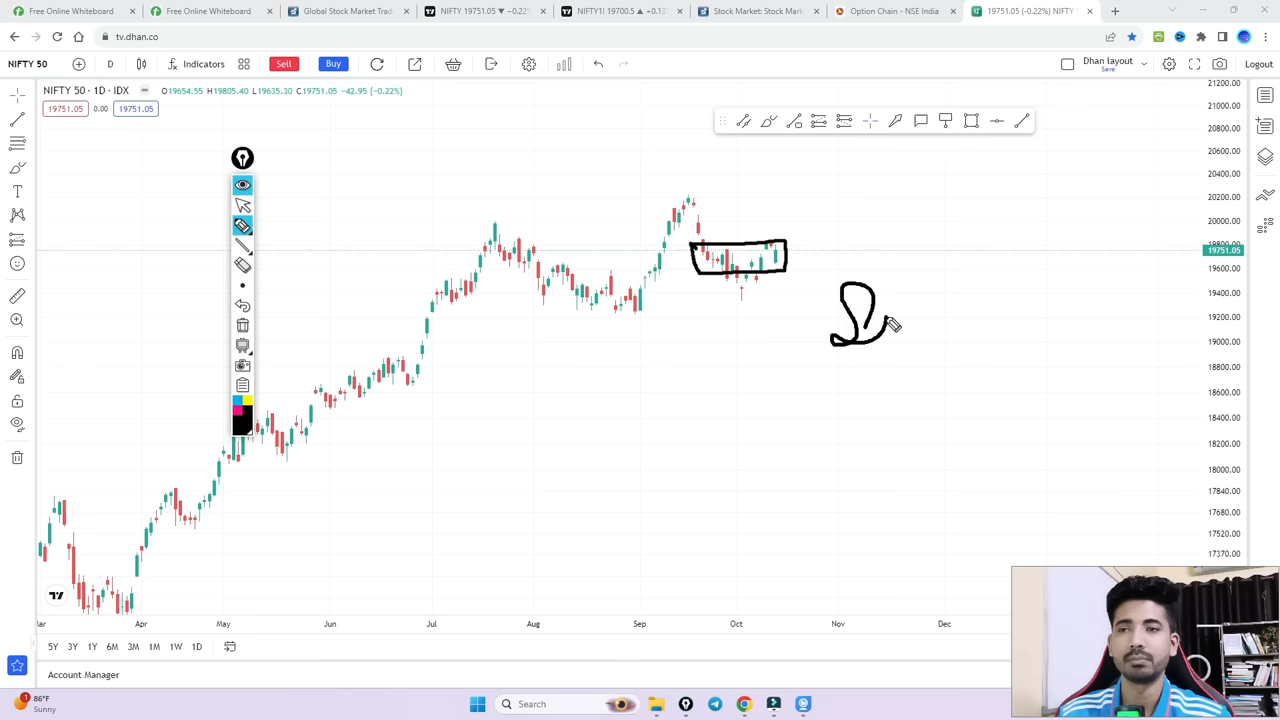 Free Online Whiteboard
Free Online Whiteboard
Global Stock Market Trad
NIFTY 19751.05 ▼ −0.22%
NIFTY1! 19700.5 ▲ +0.13%
Stock Market: Stock Mark
Option Chain - NSE India
19751.05 (-0.22%) NIFTY
tv.dhan.co
NIFTY 50
D
Indicators
Sell
Buy
Dhan layout
Save
Logout
NIFTY 50 · 1D · IDX
O19654.55 H19805.40 L19635.30 C19751.05 −42.95 (−0.22%)
19751.05 0.00 19751.05
21200.00
21000.00
20800.00
20600.00
20400.00
20200.00
20000.00
19800.00
19751.05
19600.00
19400.00
19200.00
19000.00
18800.00
18600.00
18400.00
18200.00
18000.00
17840.00
17680.00
17520.00
17370.00
Apr May Jun Jul Aug Sep Oct Nov Dec
5Y 3Y 1Y 6M 3M 1M 1W 1D
Account Manager
1
86°F
Sunny
Search